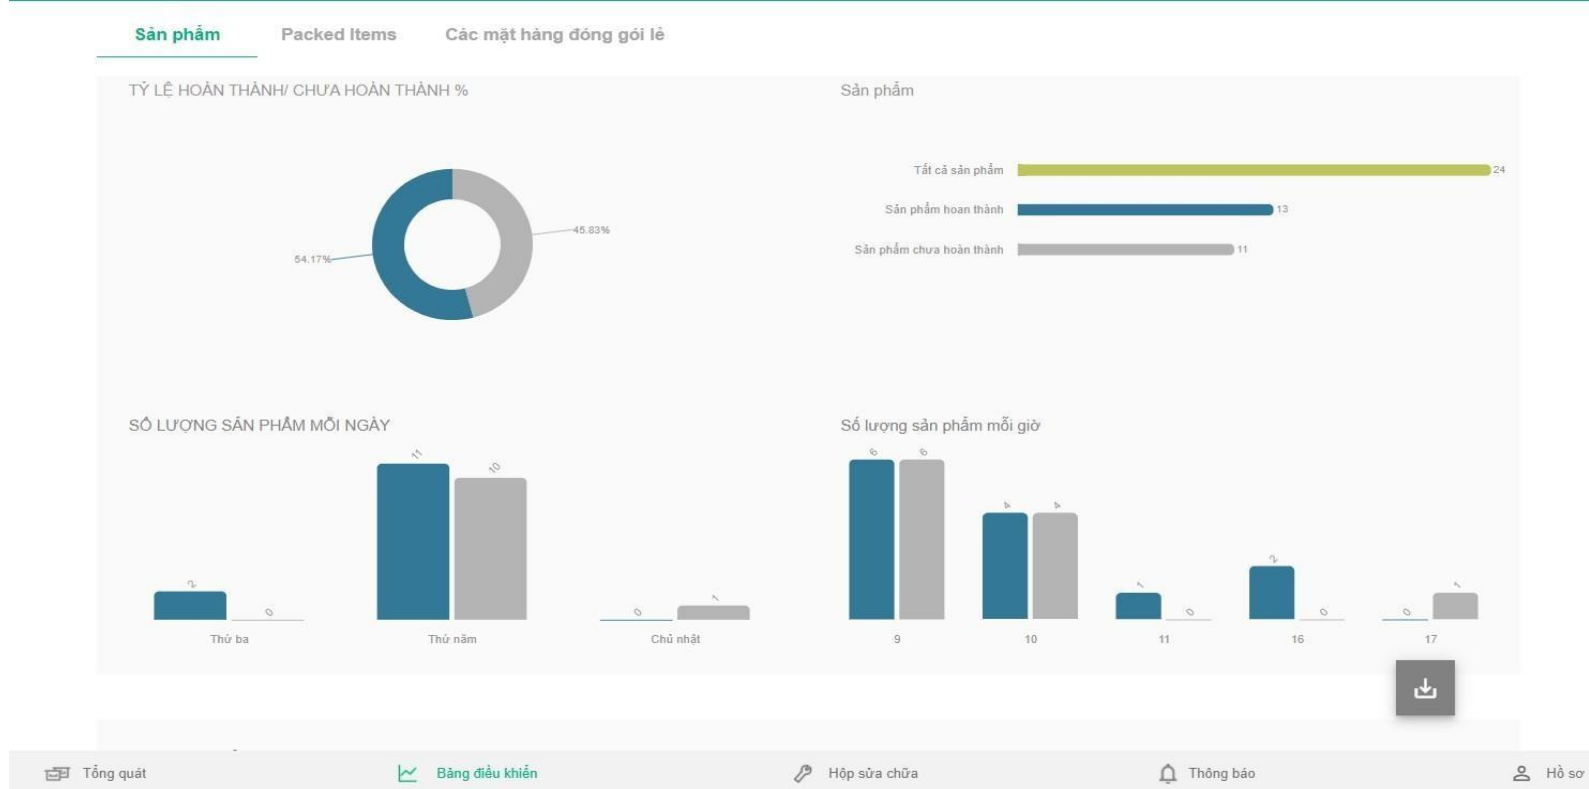 Sản phẩm Packed Items Các mặt hàng đóng gói lẻ
TỶ LỆ HOÀN THÀNH/ CHƯA HOÀN THÀNH %
45.83%
54.17%
Sản phẩm
Tất cả sản phẩm 24
Sản phẩm hoan thành 13
Sản phẩm chưa hoàn thành 11
SỐ LƯỢNG SẢN PHẨM MỖI NGÀY
11 10
2 0 0 1
Thứ ba Thứ năm Chủ nhật
Số lượng sản phẩm mỗi giờ
6 6
4 4
1 0 2 0 0 1
9 10 11 16 17
Tổng quát Bảng điều khiển Hộp sửa chữa Thông báo Hồ sơ